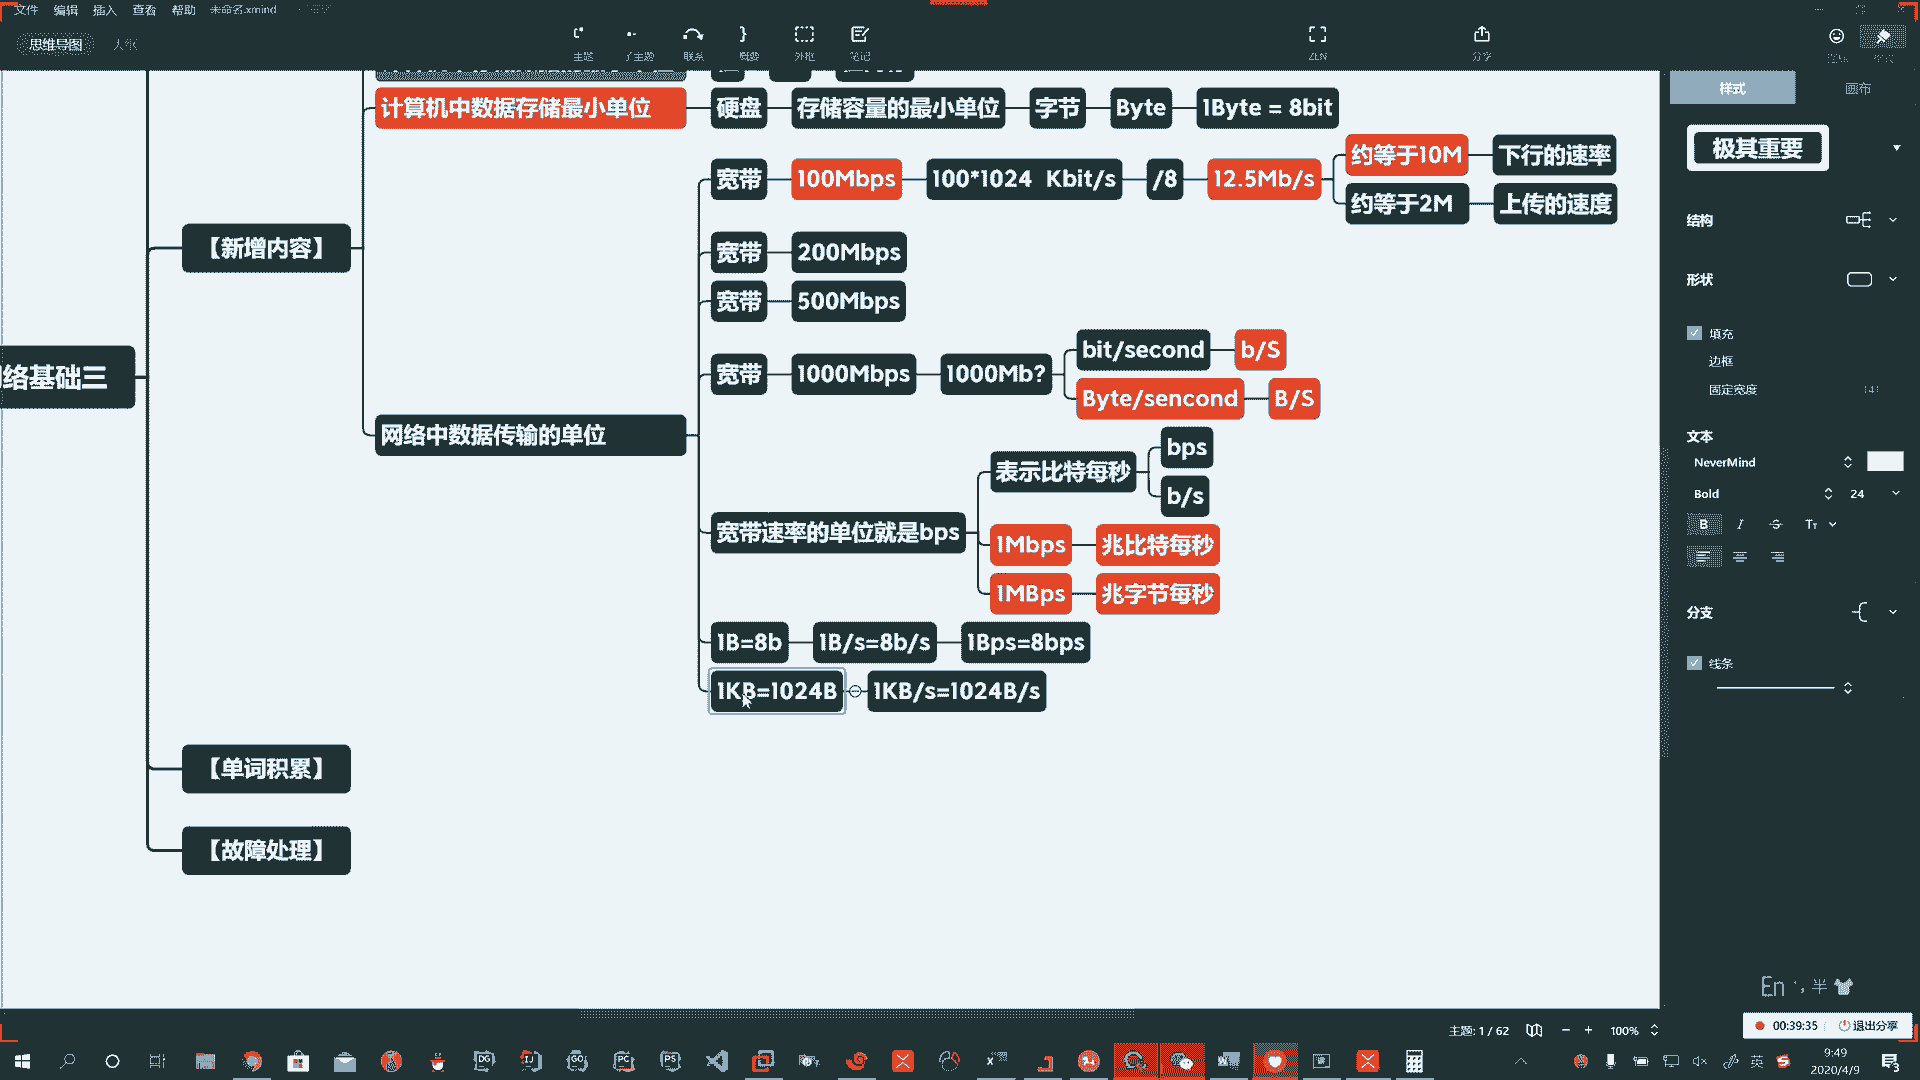 文件 编辑 插入 查看 帮助 未命名.xmind
思维导图 大纲
主题 子主题 联系 概要 外框 笔记 ZEN 分享
样式 画布
计算机中数据存储最小单位 硬盘 存储容量的最小单位 字节 Byte 1Byte = 8bit
极其重要
约等于10M 下行的速率
宽带 100Mbps 100*1024 Kbit/s /8 12.5Mb/s
约等于2M 上传的速度
结构
【新增内容】
宽带 200Mbps
形状
宽带 500Mbps
填充
bit/second b/S
边框
宽带 1000Mbps 1000Mb?
络基础三
固定宽度
Byte/sencond B/S
网络中数据传输的单位
文本
bps
NeverMind
表示比特每秒
b/s
Bold 24
宽带速率的单位就是bps
B I S Tт
1Mbps 兆比特每秒
1MBps 兆字节每秒
分支
1B=8b 1B/s=8b/s 1Bps=8bps
线条
1KB=1024B 1KB/s=1024B/s
【单词积累】
【故障处理】
En 半
主题: 1 / 62 100%
00:39:35 退出分享
DG IJ GO PC PS
英
9:49
2020/4/9
3